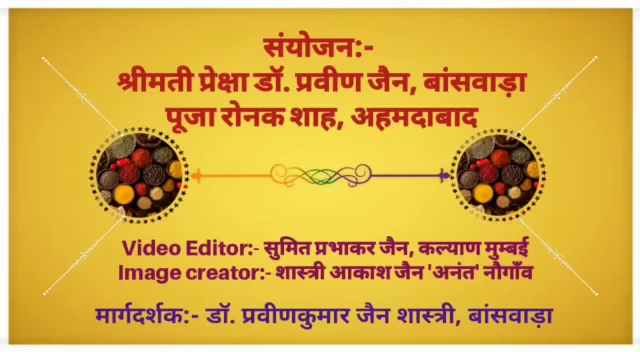 संयोजन:-
श्रीमती प्रेक्षा डॉ. प्रवीण जैन, बांसवाड़ा
पूजा रोनक शाह, अहमदाबाद
Video Editor:- सुमित प्रभाकर जैन, कल्याण मुम्बई
Image creator:- शास्त्री आकाश जैन 'अनंत' नौगाँव
मार्गदर्शक:- डॉ. प्रवीणकुमार जैन शास्त्री, बांसवाड़ा